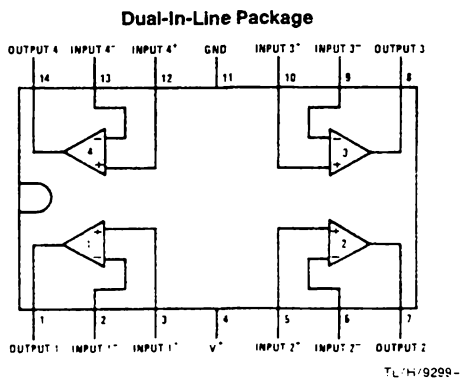 Dual-In-Line Package
OUTPUT 4 INPUT 4⁻ INPUT 4⁺ GND INPUT 3⁺ INPUT 3⁻ OUTPUT 3
14 13 12 11 10 9 8
4 − + 3 − +
1 + − 2 + −
1 2 3 4 5 6 7
OUTPUT 1 INPUT 1⁻ INPUT 1⁺ V⁺ INPUT 2⁺ INPUT 2⁻ OUTPUT 2
TL/H/9299–